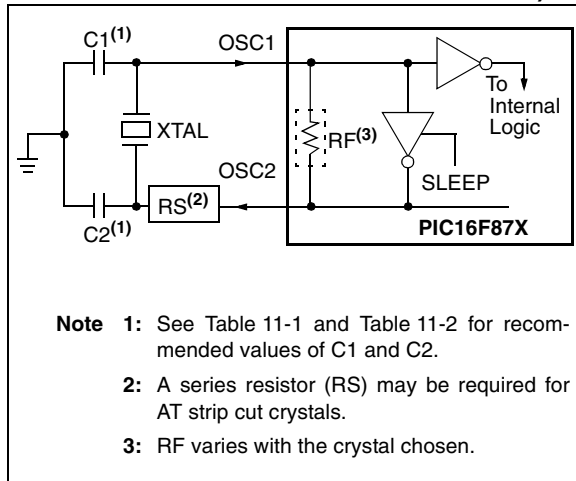 C1(1)
OSC1
To
Internal
Logic
XTAL
RF(3)
OSC2
SLEEP
RS(2)
C2(1)
PIC16F87X
Note 1: See Table 11-1 and Table 11-2 for recom-
mended values of C1 and C2.
2: A series resistor (RS) may be required for
AT strip cut crystals.
3: RF varies with the crystal chosen.